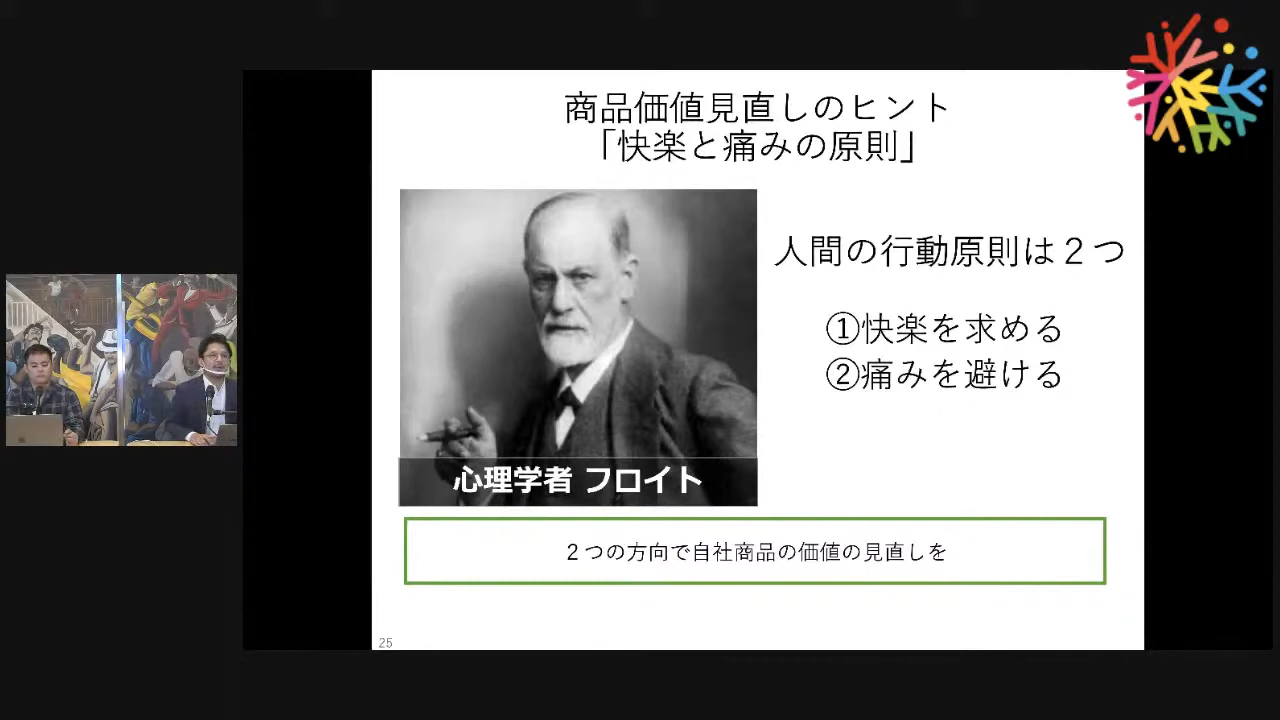 商品価値見直しのヒント
「快楽と痛みの原則」
人間の行動原則は２つ
①快楽を求める
②痛みを避ける
心理学者 フロイト
２つの方向で自社商品の価値の見直しを
25